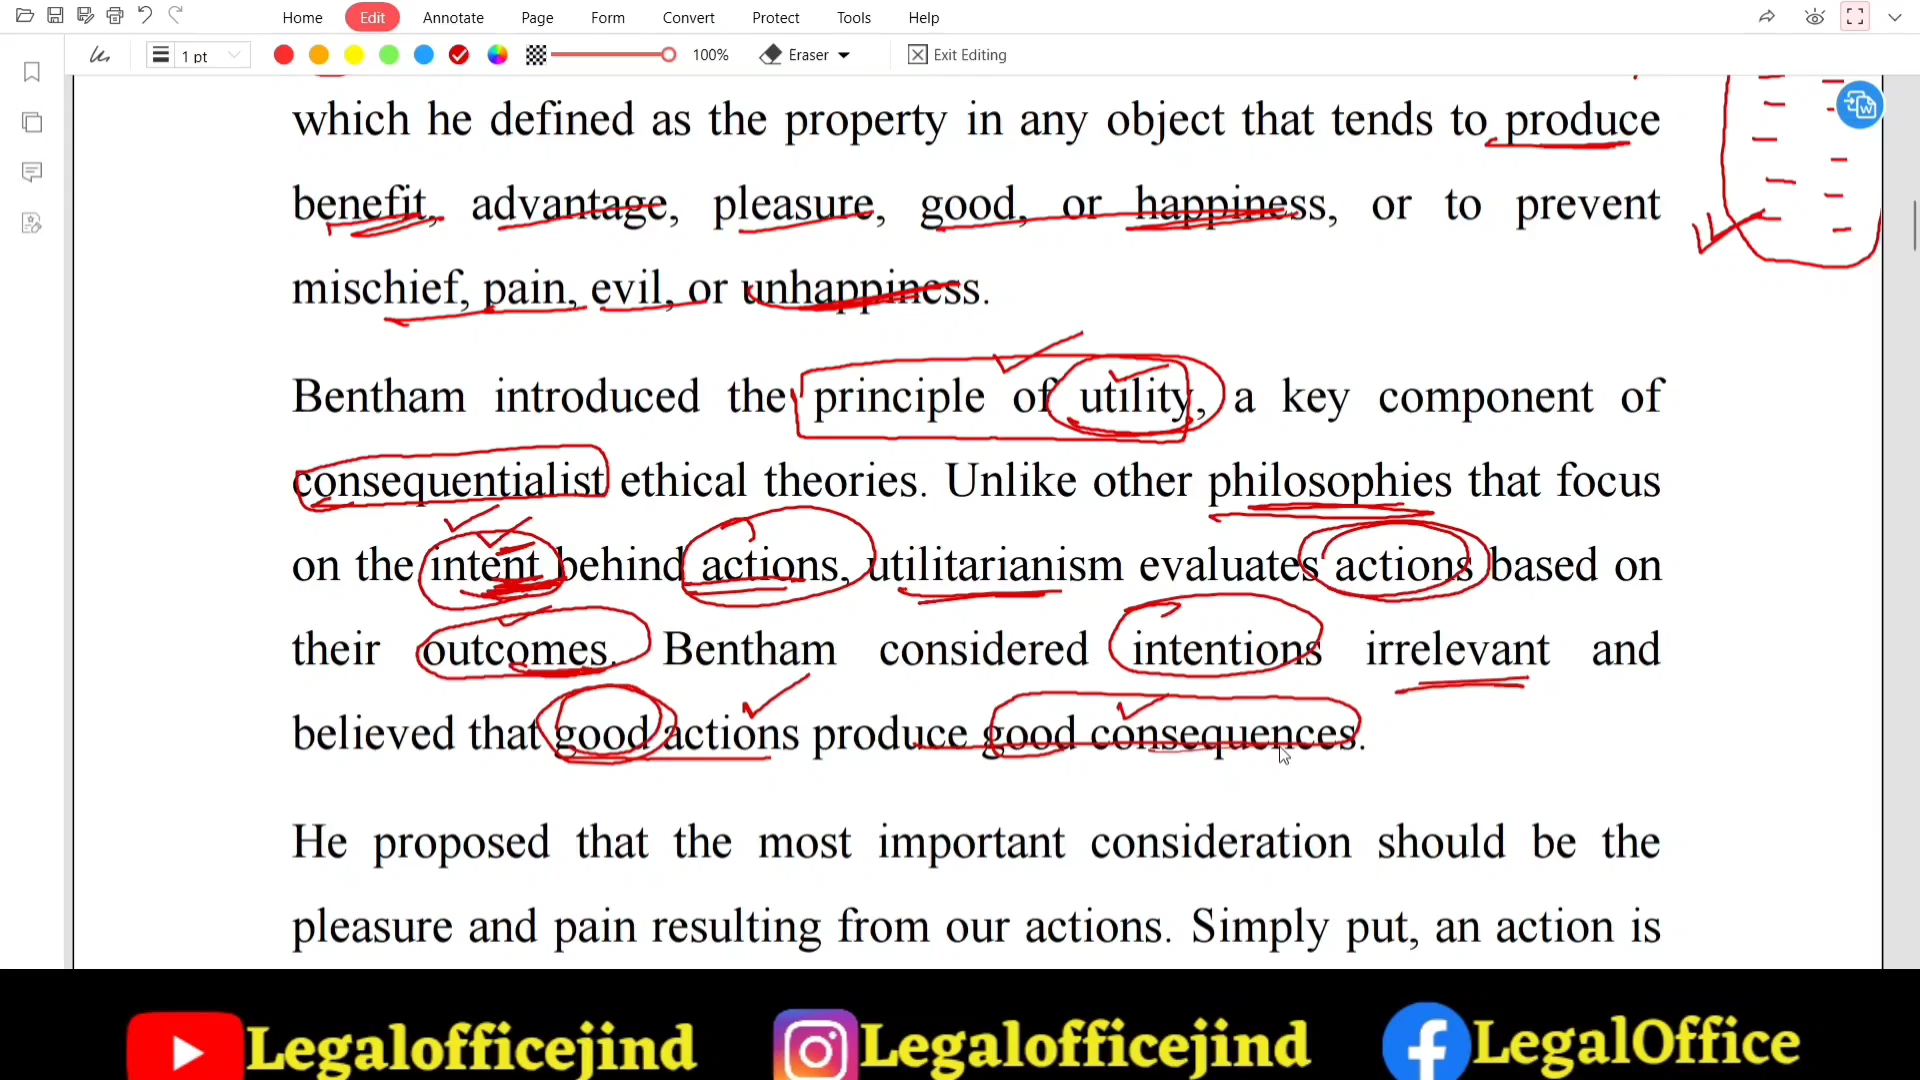 Home Edit Annotate Page Form Convert Protect Tools Help
1 pt 100% Eraser Exit Editing
which he defined as the property in any object that tends to produce
benefit, advantage, pleasure, good, or happiness, or to prevent
mischief, pain, evil, or unhappiness.
Bentham introduced the principle of utility, a key component of
consequentialist ethical theories. Unlike other philosophies that focus
on the intent behind actions, utilitarianism evaluates actions based on
their outcomes. Bentham considered intentions irrelevant and
believed that good actions produce good consequences.
He proposed that the most important consideration should be the
pleasure and pain resulting from our actions. Simply put, an action is
Legalofficejind Legalofficejind LegalOffice